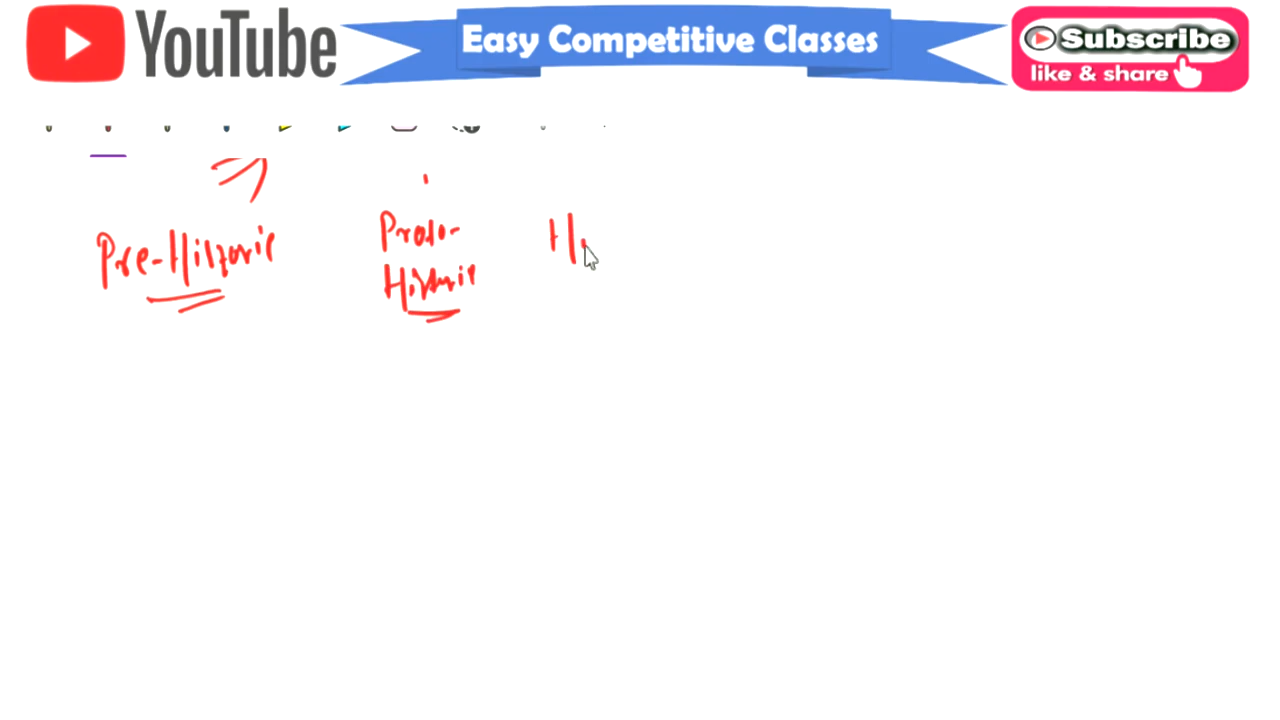 YouTube
Easy Competitive Classes
Subscribe
like & share
Pre-Historic
Proto-
Historic
H